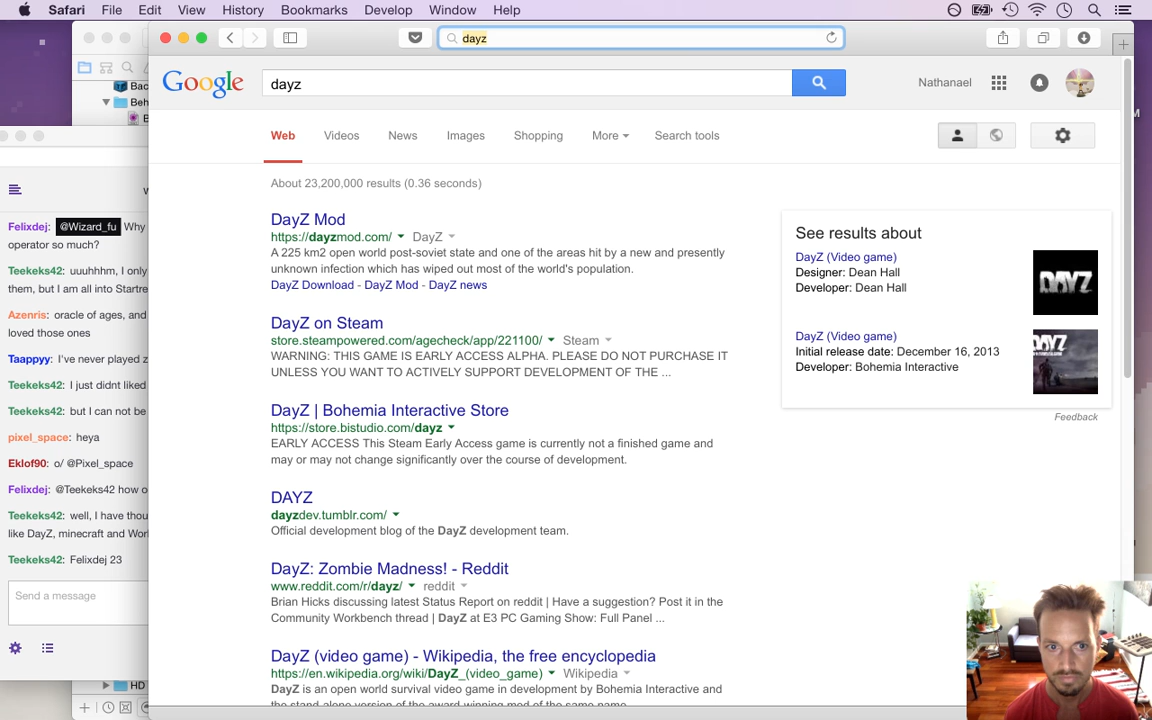 Safari File Edit View History Bookmarks Develop Window Help
dayz
Bac
Beh
B
Google
dayz
Nathanael
Web Videos News Images Shopping More Search tools
About 23,200,000 results (0.36 seconds)
DayZ Mod
https://dayzmod.com/ DayZ
A 225 km2 open world post-soviet state and one of the areas hit by a new and presently
unknown infection which has wiped out most of the world's population.
DayZ Download - DayZ Mod - DayZ news
DayZ on Steam
store.steampowered.com/agecheck/app/221100/ Steam
WARNING: THIS GAME IS EARLY ACCESS ALPHA. PLEASE DO NOT PURCHASE IT
UNLESS YOU WANT TO ACTIVELY SUPPORT DEVELOPMENT OF THE ...
DayZ | Bohemia Interactive Store
https://store.bistudio.com/dayz
EARLY ACCESS This Steam Early Access game is currently not a finished game and
may or may not change significantly over the course of development.
DAYZ
dayzdev.tumblr.com/
Official development blog of the DayZ development team.
DayZ: Zombie Madness! - Reddit
www.reddit.com/r/dayz/ reddit
Brian Hicks discussing latest Status Report on reddit | Have a suggestion? Post it in the
Community Workbench thread | DayZ at E3 PC Gaming Show: Full Panel ...
DayZ (video game) - Wikipedia, the free encyclopedia
https://en.wikipedia.org/wiki/DayZ_(video_game) Wikipedia
DayZ is an open world survival video game in development by Bohemia Interactive and
the stand-alone version of the award-winning mod of the same name.
See results about
DayZ (Video game)
Designer: Dean Hall
Developer: Dean Hall
DAYZ
DayZ (Video game)
Initial release date: December 16, 2013
Developer: Bohemia Interactive
DAYZ
Feedback
Felixdej: @Wizard_fu Why
operator so much?
Teekeks42: uuuhhm, I only
them, but I am all into Startre
Azenris: oracle of ages, and
loved those ones
Taappyy: I've never played z
Teekeks42: I just didnt liked
Teekeks42: but I can not be
pixel_space: heya
Eklof90: o/ @Pixel_space
Felixdej: @Teekeks42 how o
Teekeks42: well, I have thou
like DayZ, minecraft and Wor
Teekeks42: Felixdej 23
Send a message
HD